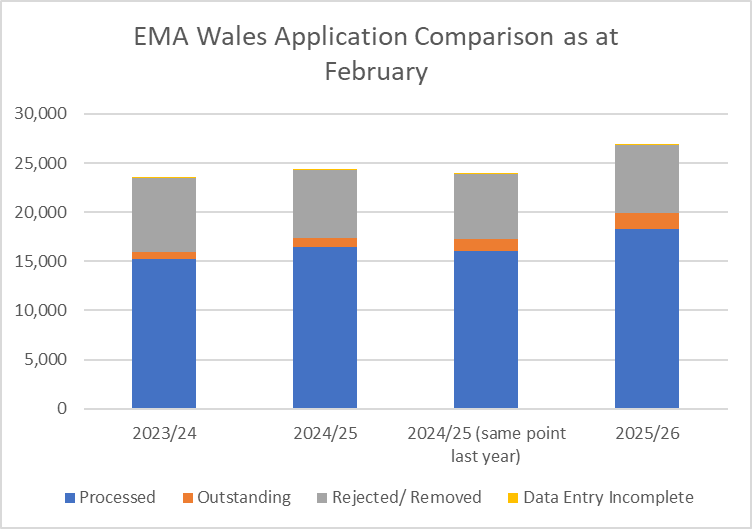 EMA Wales Application Comparison as at
February
30,000
25,000
20,000
15,000
10,000
5,000
0
2023/24 2024/25 2024/25 (same point 2025/26
last year)
Processed Outstanding Rejected/ Removed Data Entry Incomplete